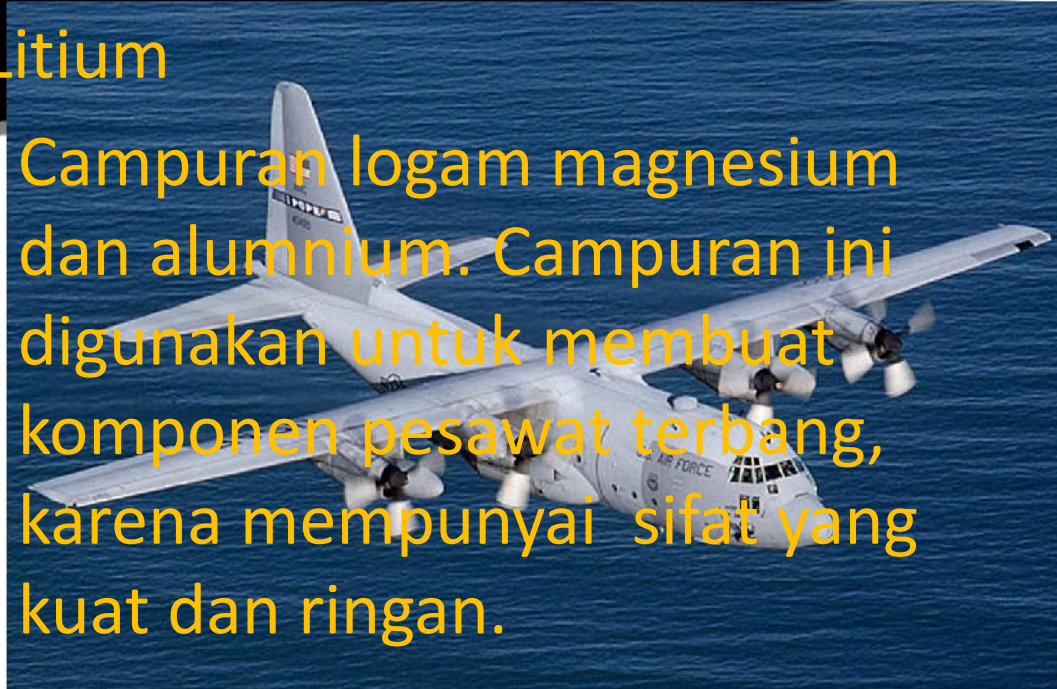 Litium
Campuran logam magnesium
dan alumnium. Campuran ini
digunakan untuk membuat
komponen pesawat terbang,
karena mempunyai  sifat yang
kuat dan ringan.
AIR FORCE